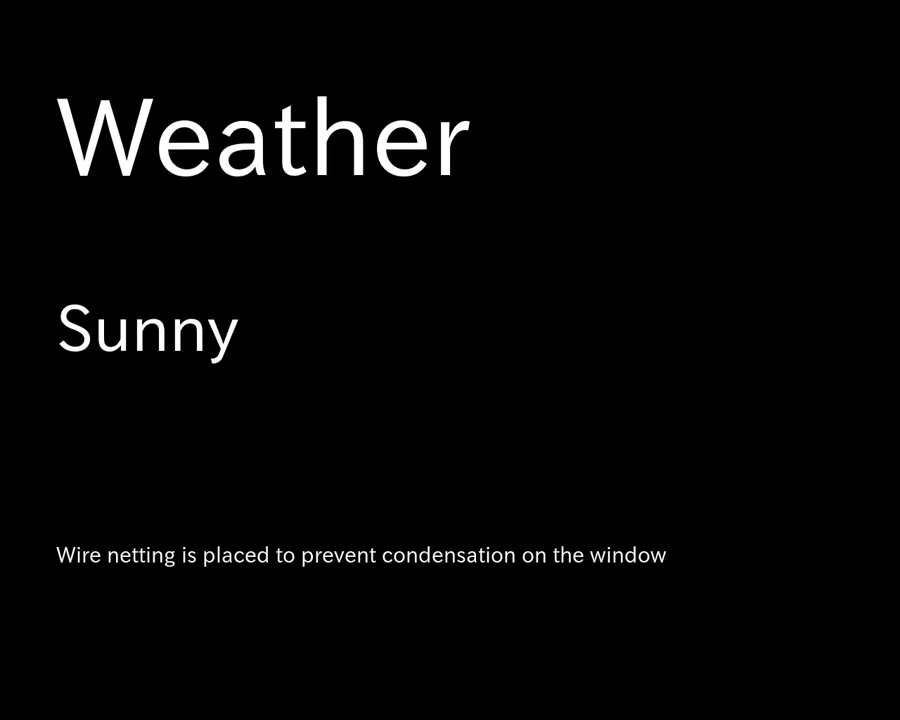 Weather
Sunny
Wire netting is placed to prevent condensation on the window